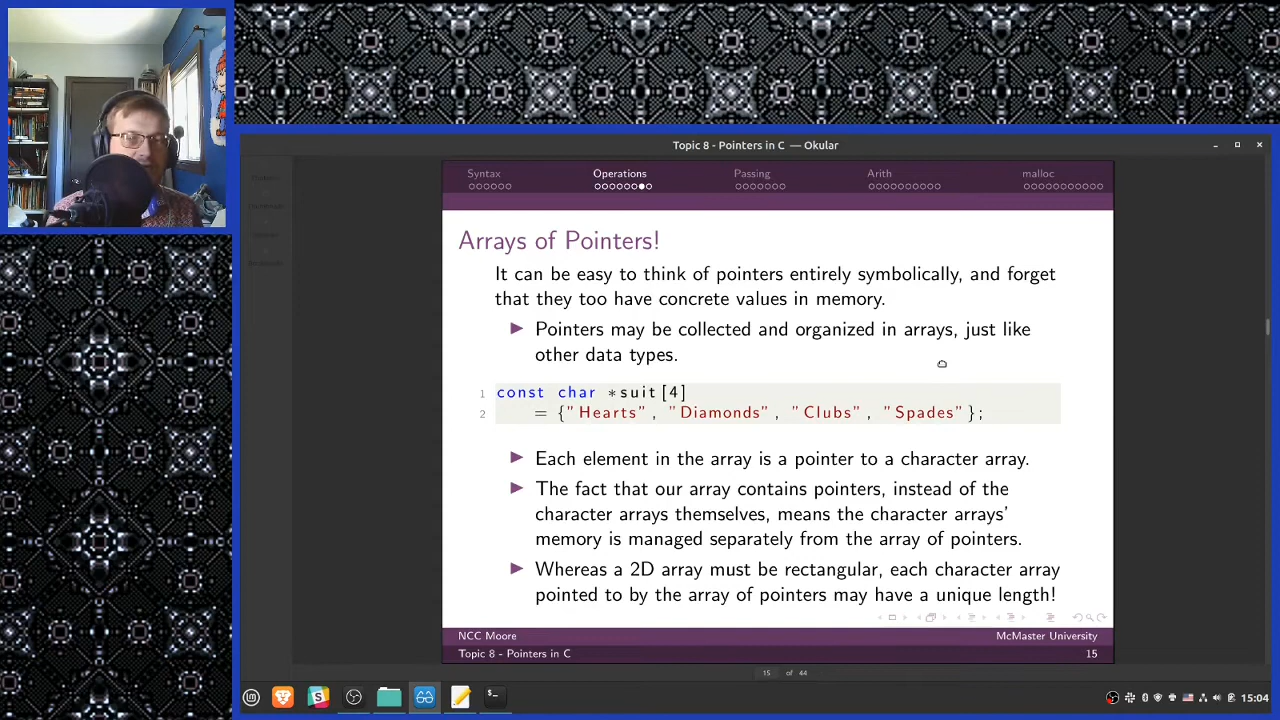 Topic 8 - Pointers in C — Okular
Syntax
Operations
Passing
Arith
malloc
Arrays of Pointers!
It can be easy to think of pointers entirely symbolically, and forget
that they too have concrete values in memory.
▶ Pointers may be collected and organized in arrays, just like
other data types.
1 const char *suit[4]
2 = {"Hearts", "Diamonds", "Clubs", "Spades"};
▶ Each element in the array is a pointer to a character array.
▶ The fact that our array contains pointers, instead of the
character arrays themselves, means the character arrays'
memory is managed separately from the array of pointers.
▶ Whereas a 2D array must be rectangular, each character array
pointed to by the array of pointers may have a unique length!
NCC Moore
McMaster University
Topic 8 - Pointers in C
15
15 of 44
15:04